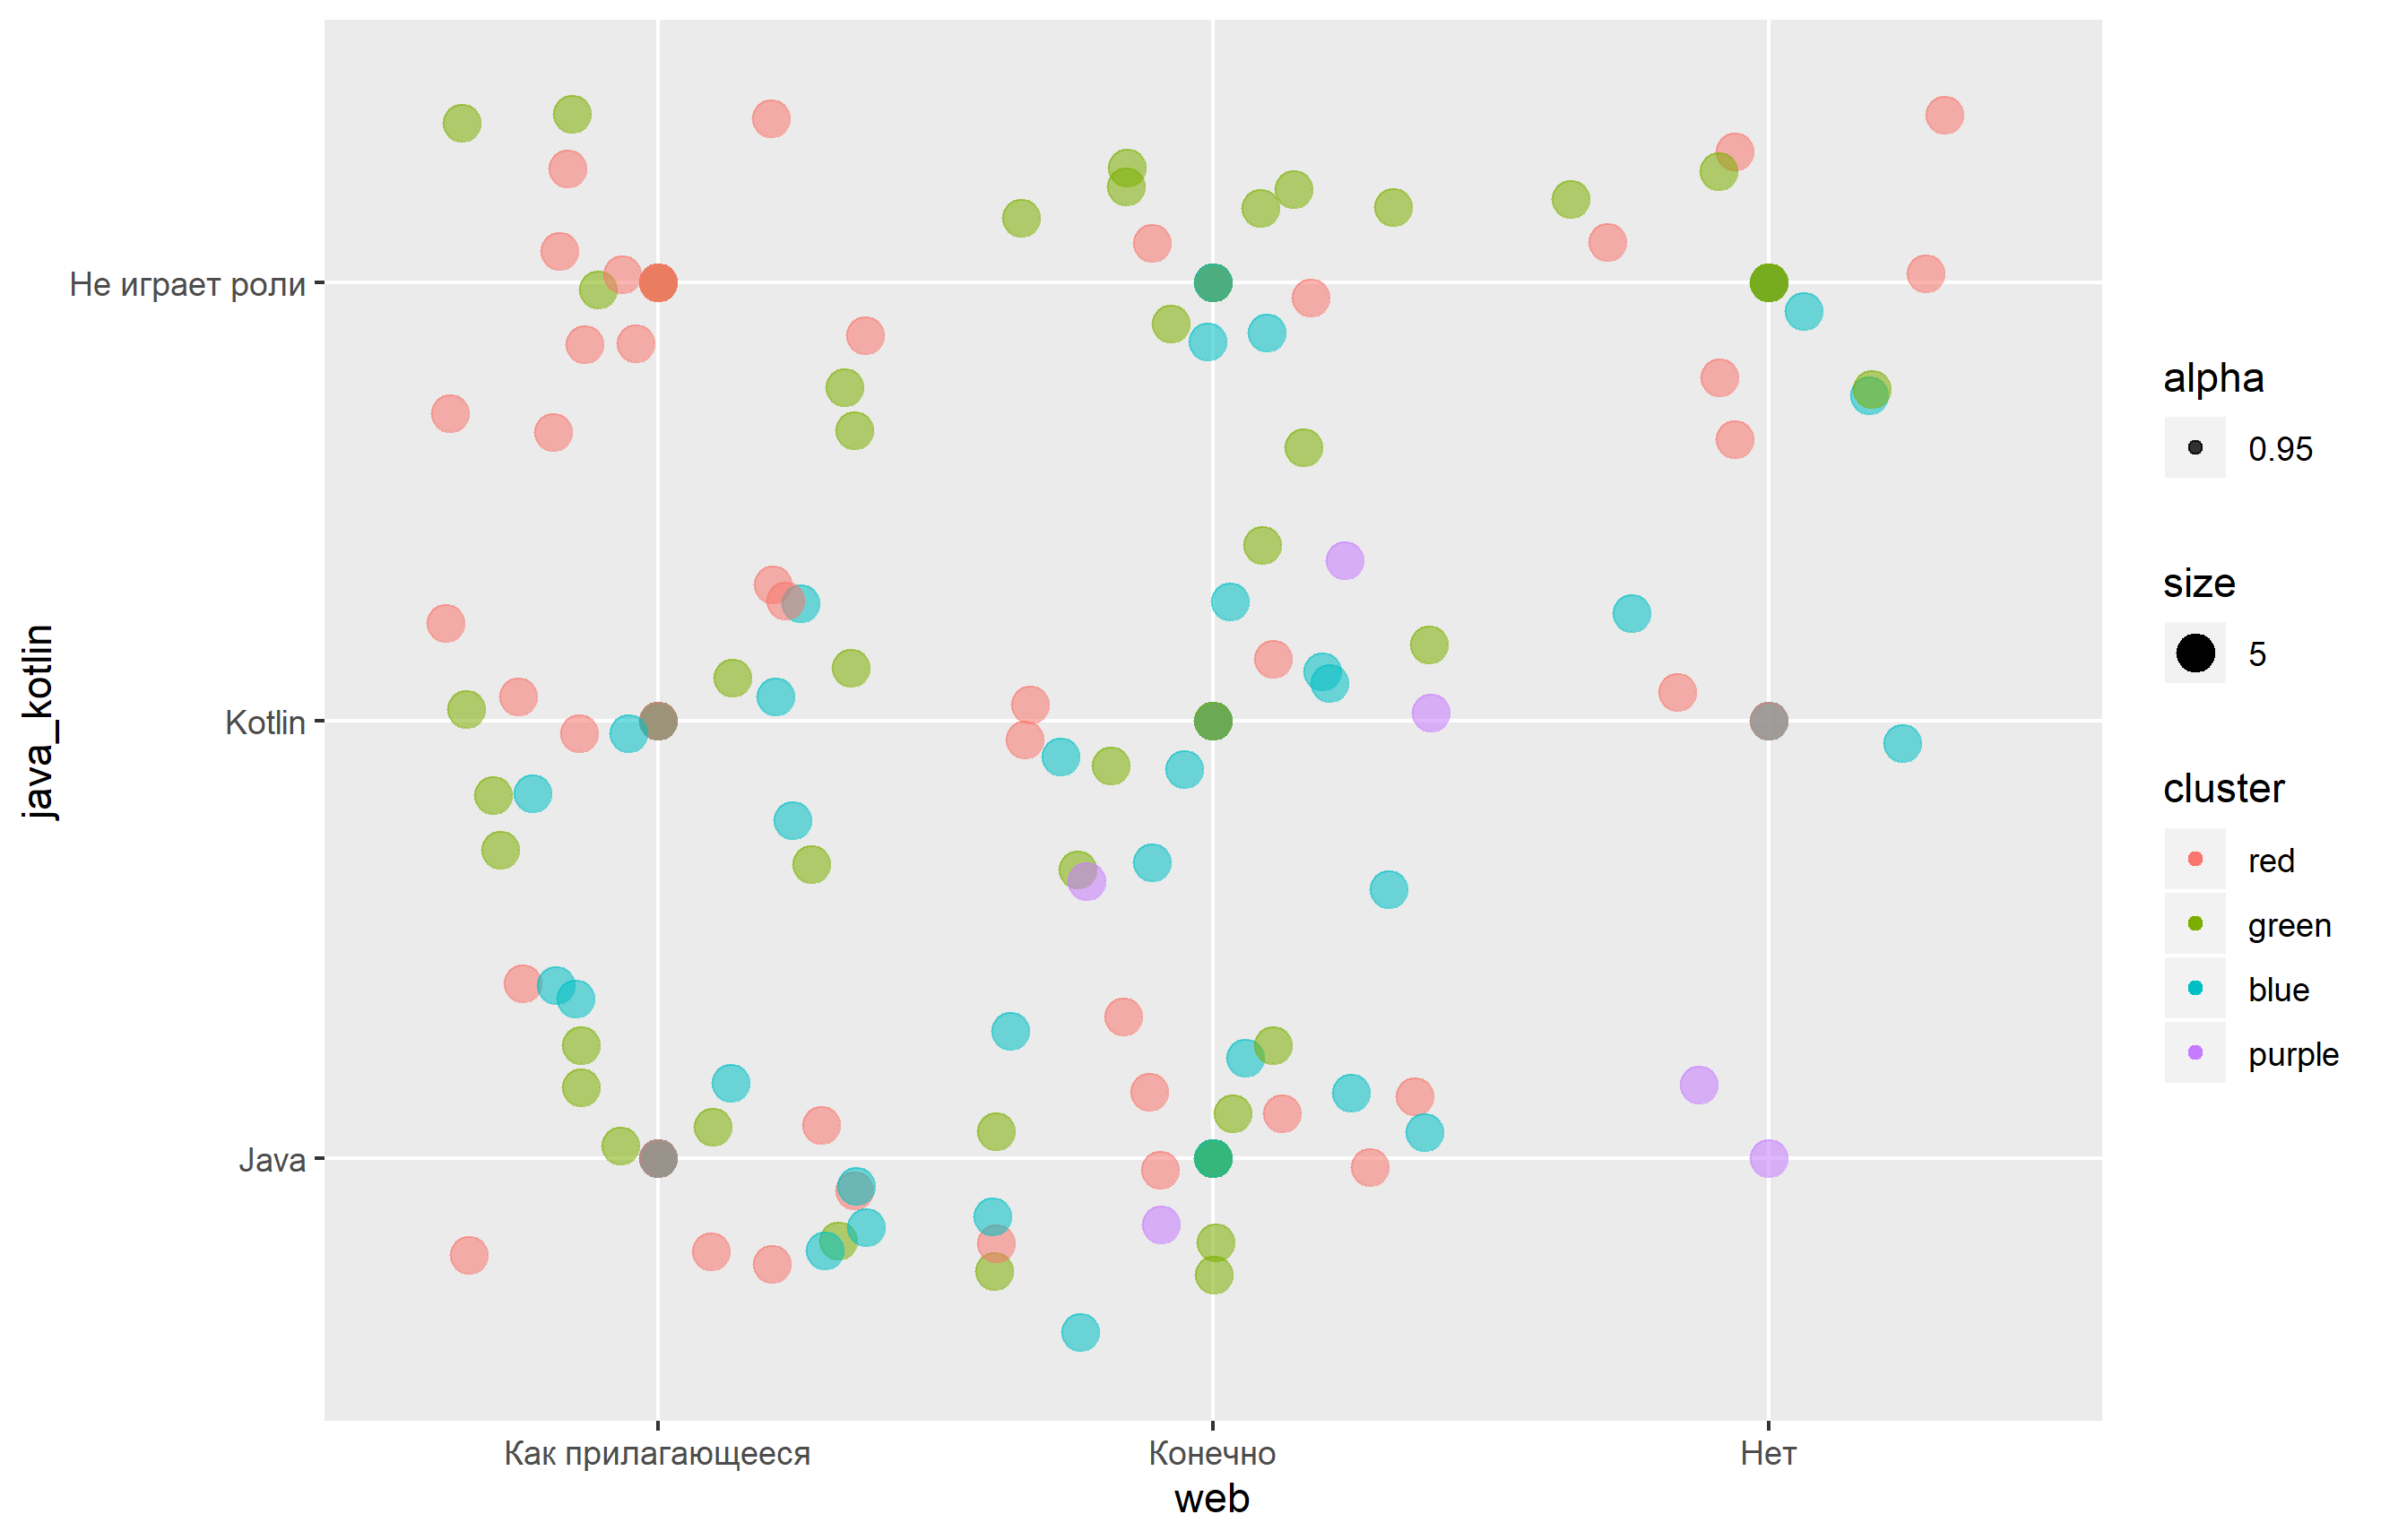 java_kotlin
Не играет роли
Kotlin
Java
Как прилагающееся
Конечно
Нет
web
alpha
0.95
size
5
cluster
red
green
blue
purple